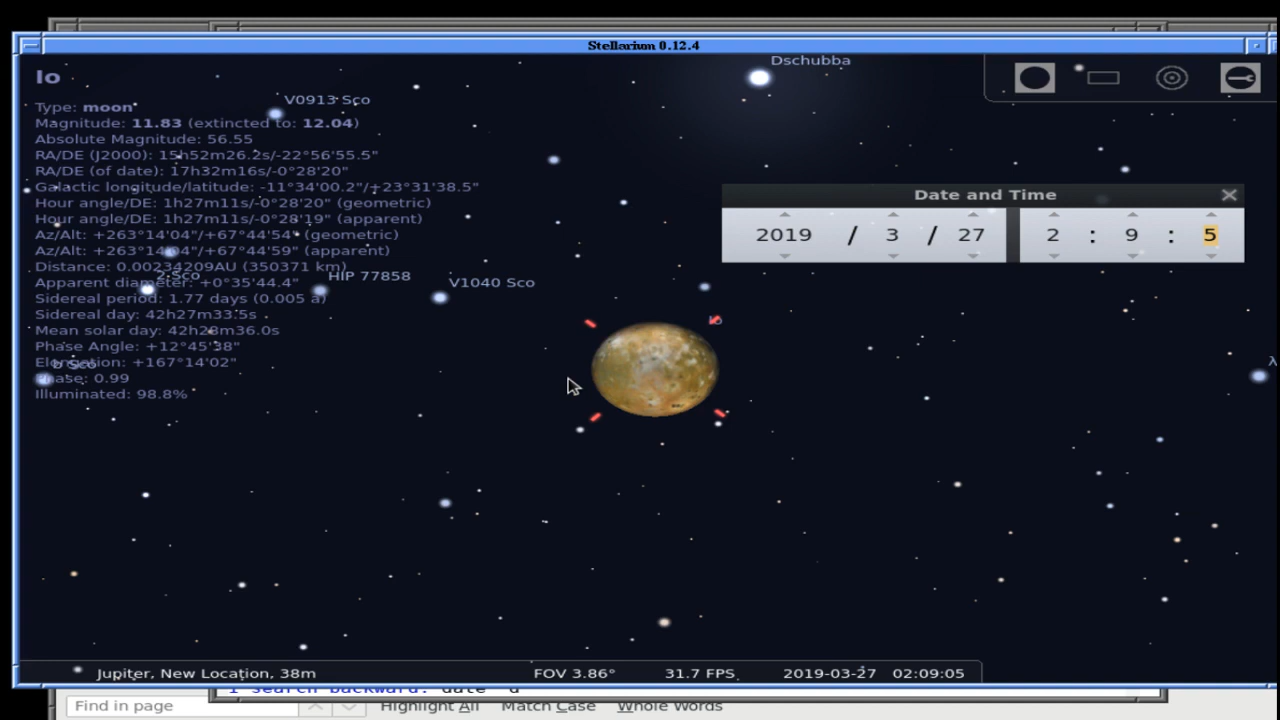 Stellarium 0.12.4
Io
Type: moon
Magnitude: 11.83 (extincted to: 12.04)
Absolute Magnitude: 56.55
RA/DE (J2000): 15h52m26.2s/-22°56'55.5"
RA/DE (of date): 17h32m16s/-0°28'20"
Galactic longitude/latitude: -11°34'00.2"/+23°31'38.5"
Hour angle/DE: 1h27m11s/-0°28'20" (geometric)
Hour angle/DE: 1h27m11s/-0°28'19" (apparent)
Az/Alt: +263°14'04"/+67°44'54" (geometric)
Az/Alt: +263°14'04"/+67°44'59" (apparent)
Distance: 0.00234209AU (350371 km)
Apparent diameter: +0°35'44.4"
Sidereal period: 1.77 days (0.005 a)
Sidereal day: 42h27m33.5s
Mean solar day: 42h28m36.0s
Phase Angle: +12°45'38"
Elongation: +167°14'02"
Phase: 0.99
Illuminated: 98.8%
Dschubba
V0913 Sco
2 Sco
HIP 77858
V1040 Sco
b Sco
Io
λ
Date and Time
2019 / 3 / 27 2 : 9 : 5
Jupiter, New Location, 38m FOV 3.86° 31.7 FPS 2019-03-27 02:09:05
Find in page Highlight All Match Case Whole Words